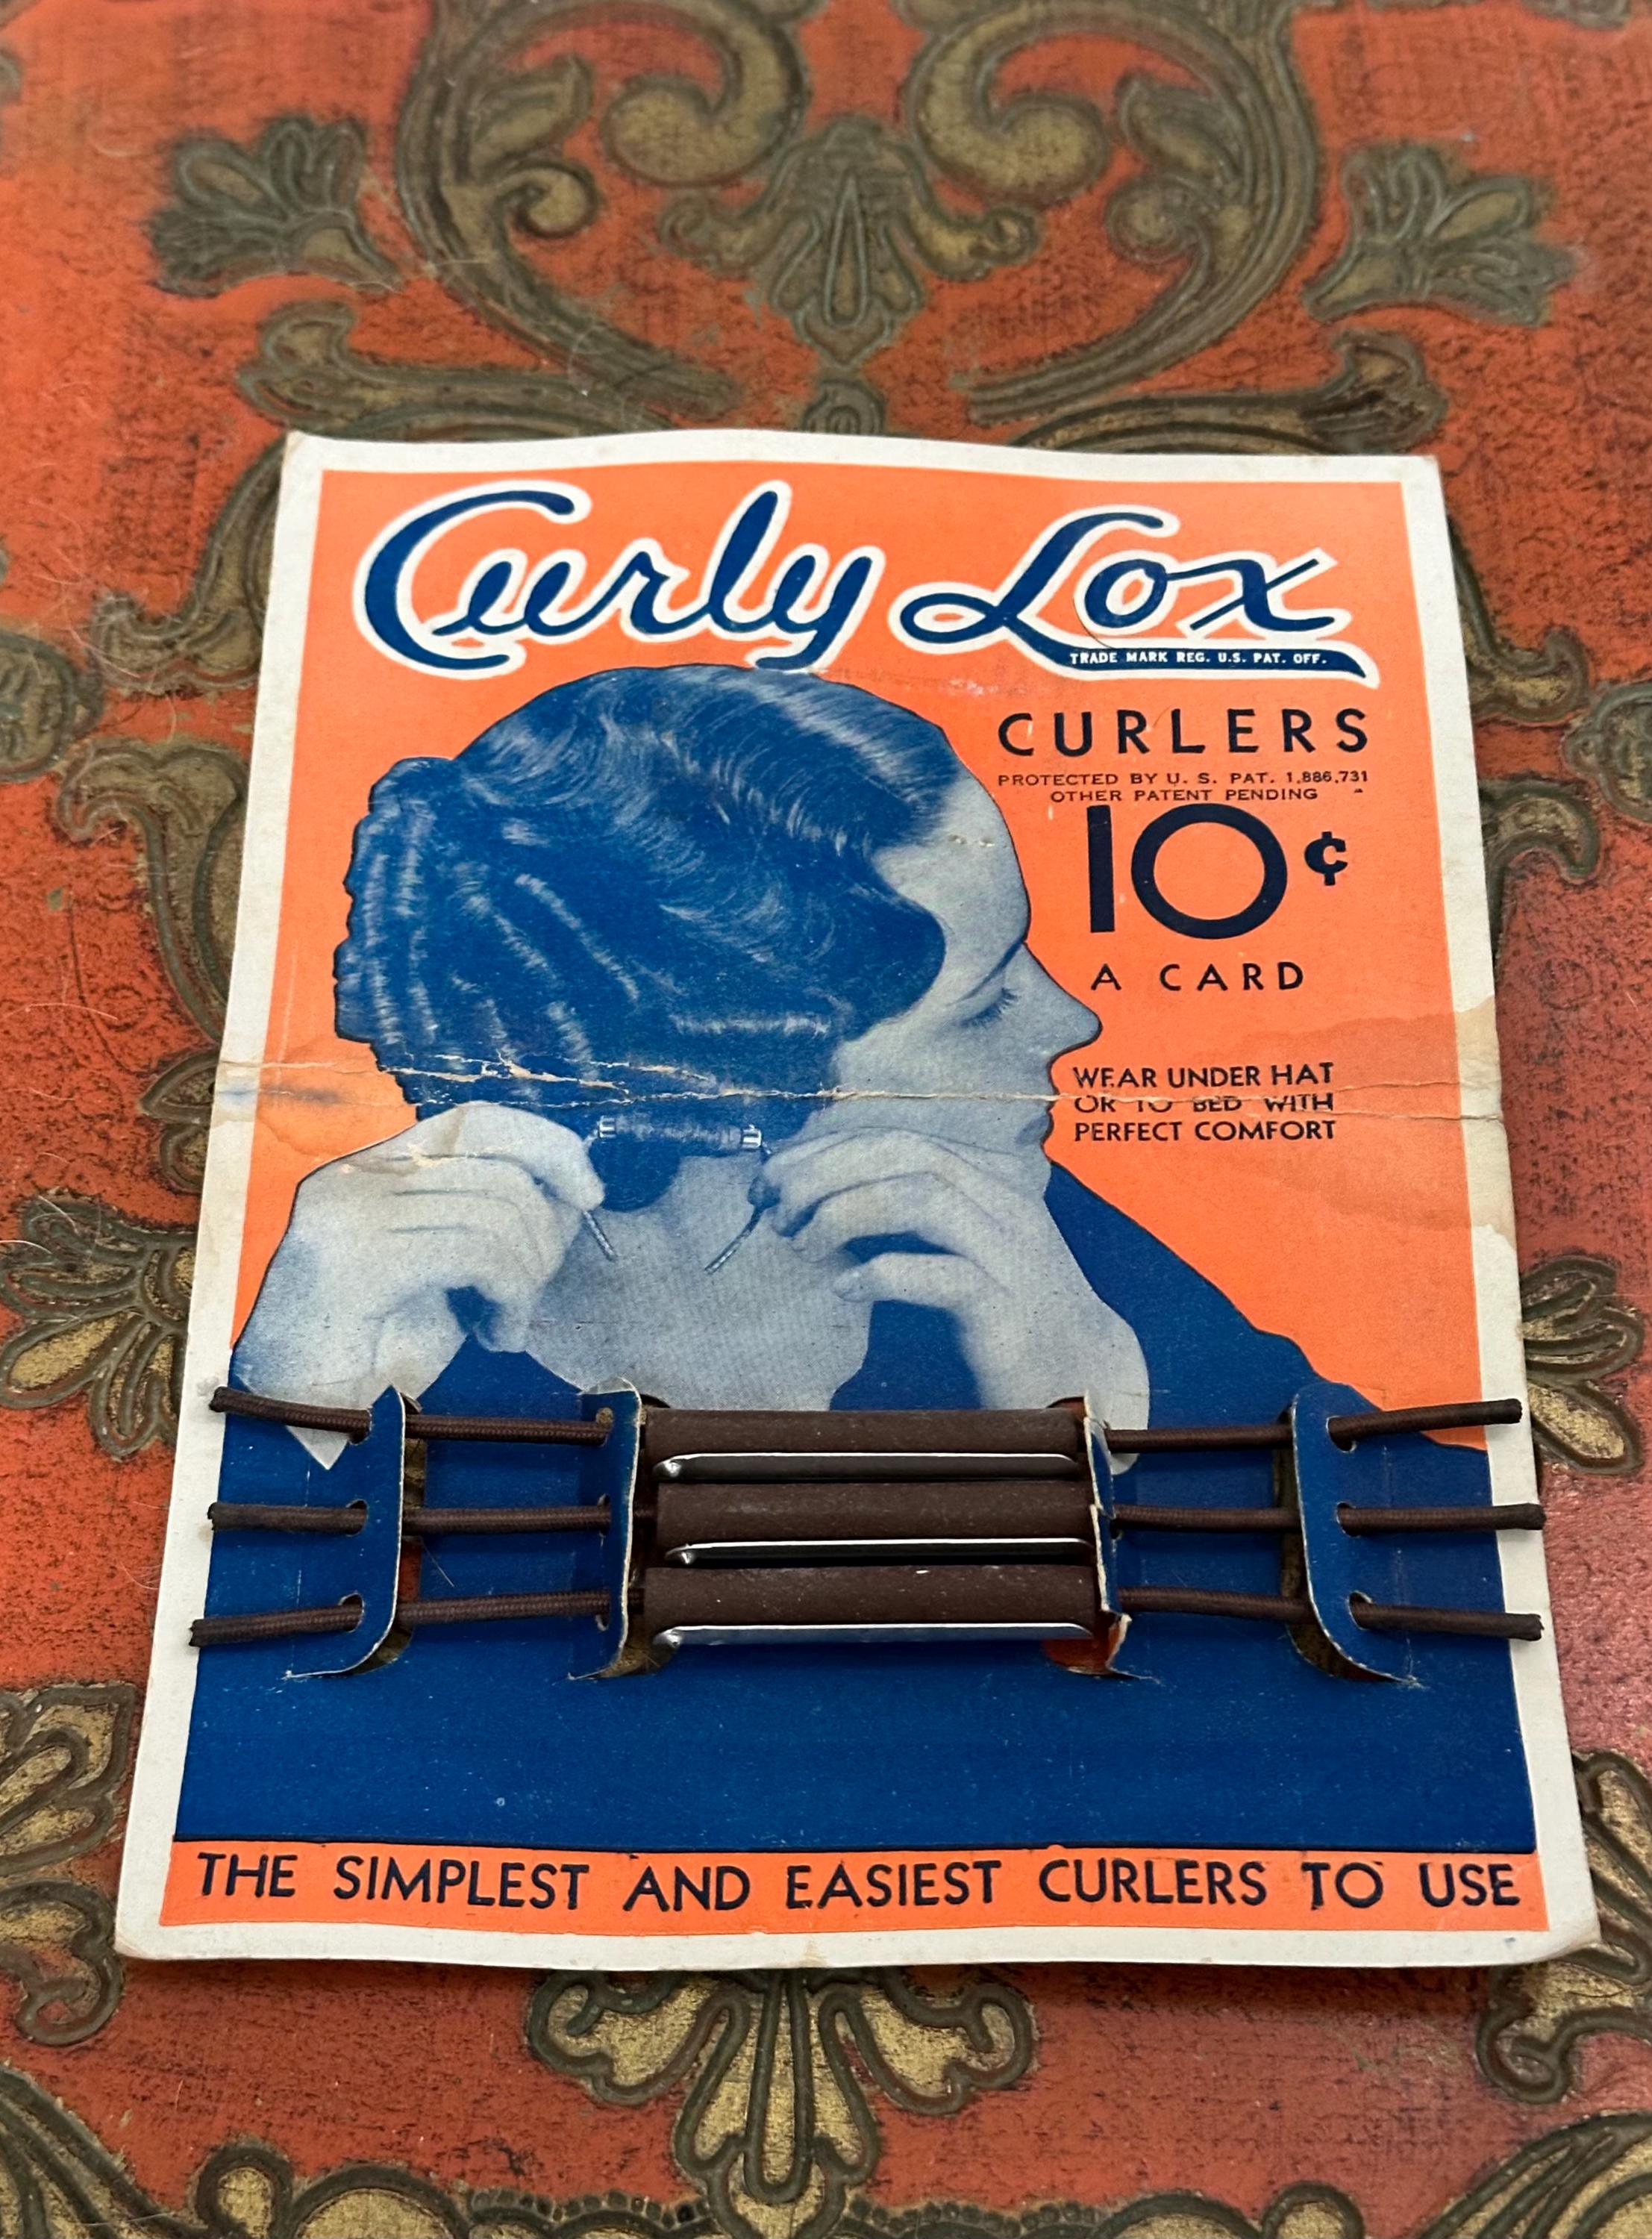 Curly Lox
TRADE MARK REG. U.S. PAT. OFF.
CURLERS
PROTECTED BY U. S. PAT. 1,886,731
OTHER PATENT PENDING
10¢
A CARD
WEAR UNDER HAT
OR TO BED WITH
PERFECT COMFORT
THE SIMPLEST AND EASIEST CURLERS TO USE